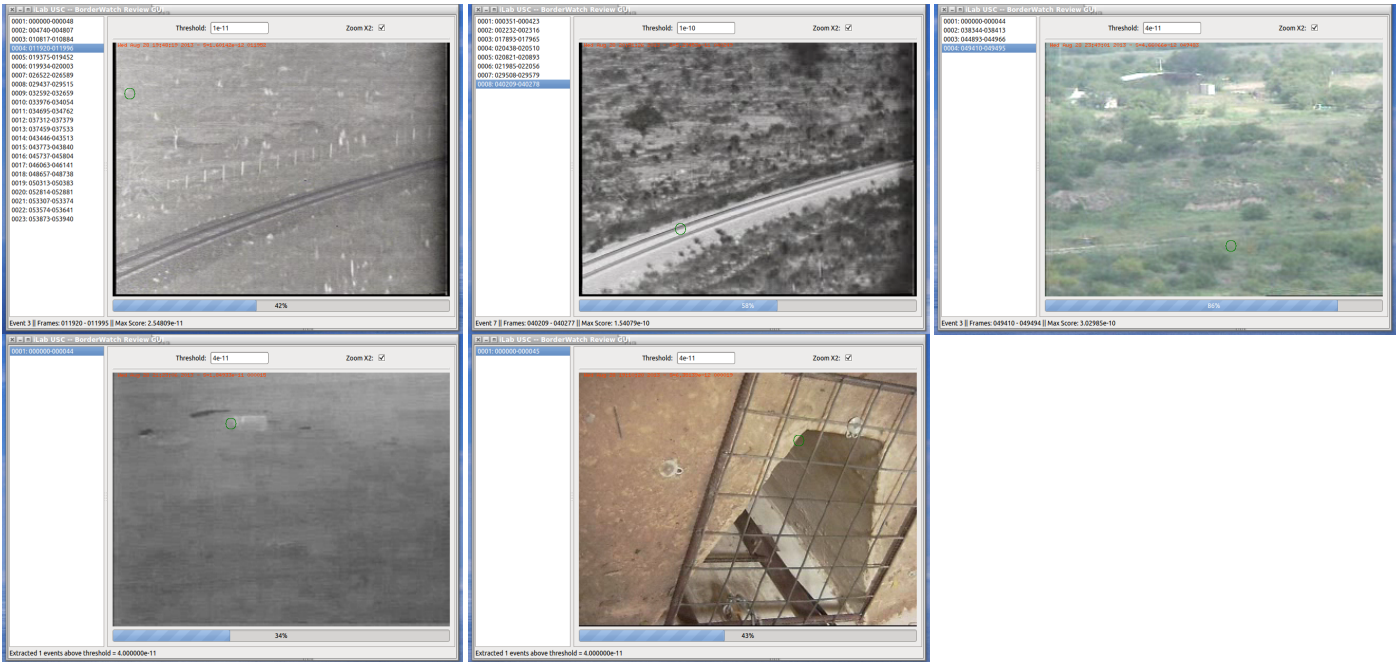 iLab USC -- BorderWatch Review GUI
Threshold: 1e-11 Zoom X2:
0001: 000000-000048
0002: 004740-004807
0003: 010817-010884
0004: 011920-011996
0005: 019375-019452
0006: 019934-020003
0007: 026522-026589
0008: 029437-029515
0009: 032592-032659
0010: 033976-034054
0011: 034695-034762
0012: 037312-037379
0013: 037459-037533
0014: 043446-043513
0015: 043773-043840
0016: 045737-045804
0017: 046063-046141
0018: 048657-048738
0019: 050313-050383
0020: 052814-052881
0021: 053307-053374
0022: 053574-053641
0023: 053873-053940
42%
Event 3 || Frames: 011920 - 011995 || Max Score: 2.54809e-11
iLab USC -- BorderWatch Review GUI
Threshold: 1e-10 Zoom X2:
0001: 000351-000423
0002: 002232-002316
0003: 017893-017965
0004: 020438-020510
0005: 020821-020893
0006: 021985-022056
0007: 029508-029579
0008: 040209-040278
58%
Event 7 || Frames: 040209 - 040277 || Max Score: 1.54079e-10
iLab USC -- BorderWatch Review GUI
Threshold: 4e-11 Zoom X2:
0001: 000000-000044
0002: 038344-038413
0003: 044893-044966
0004: 049410-049495
86%
Event 3 || Frames: 049410 - 049494 || Max Score: 3.02985e-10
iLab USC -- BorderWatch Review GUI
Threshold: 4e-11 Zoom X2:
0001: 000000-000044
34%
Extracted 1 events above threshold = 4.000000e-11
iLab USC -- BorderWatch Review GUI
Threshold: 4e-11 Zoom X2:
0001: 000000-000045
43%
Extracted 1 events above threshold = 4.000000e-11